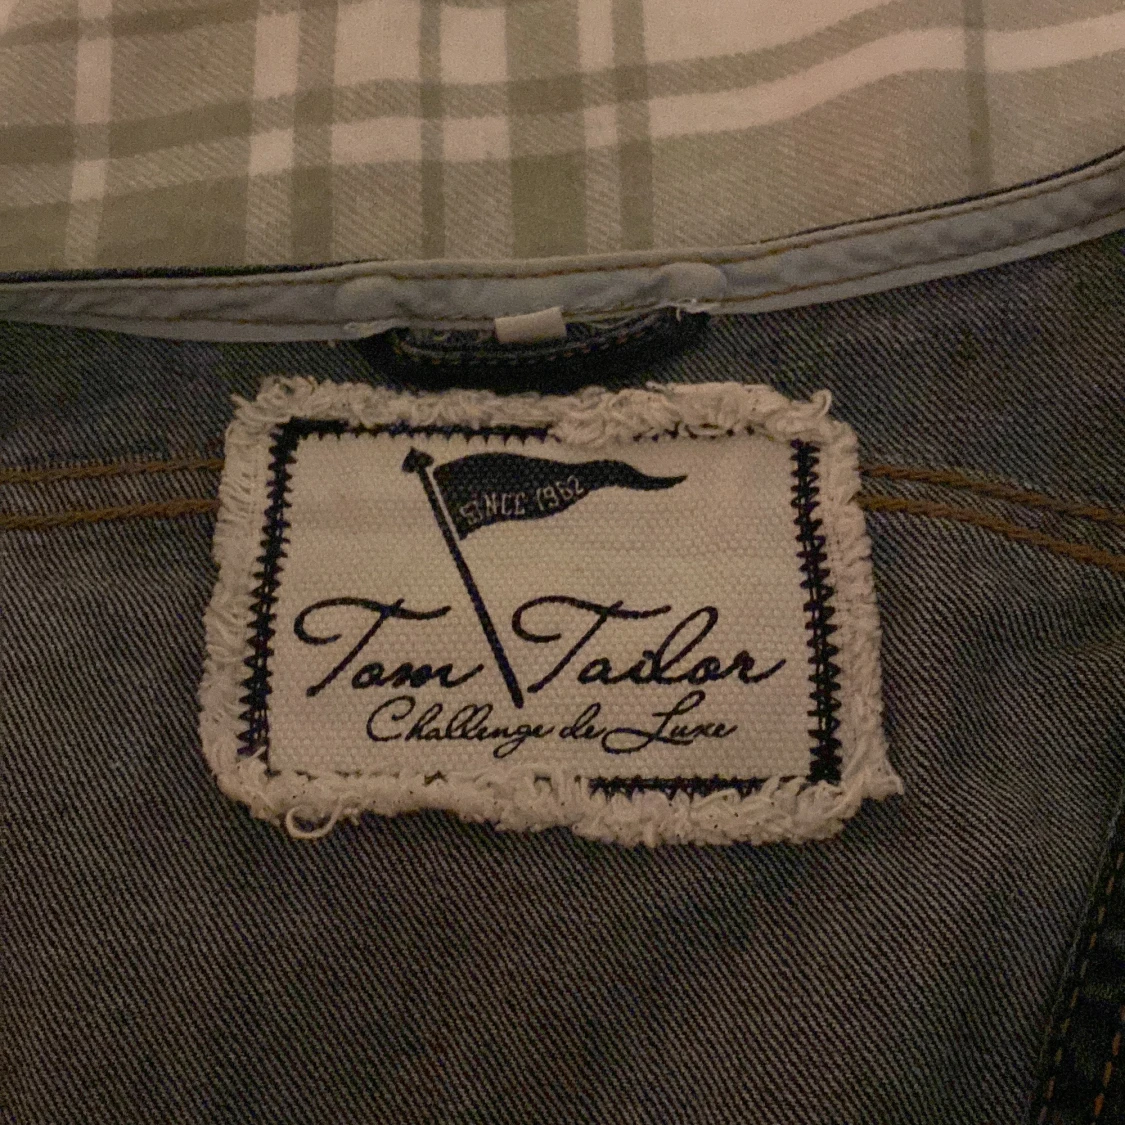 SINCE 1962
Tom Tailor
Challenge de Luxe